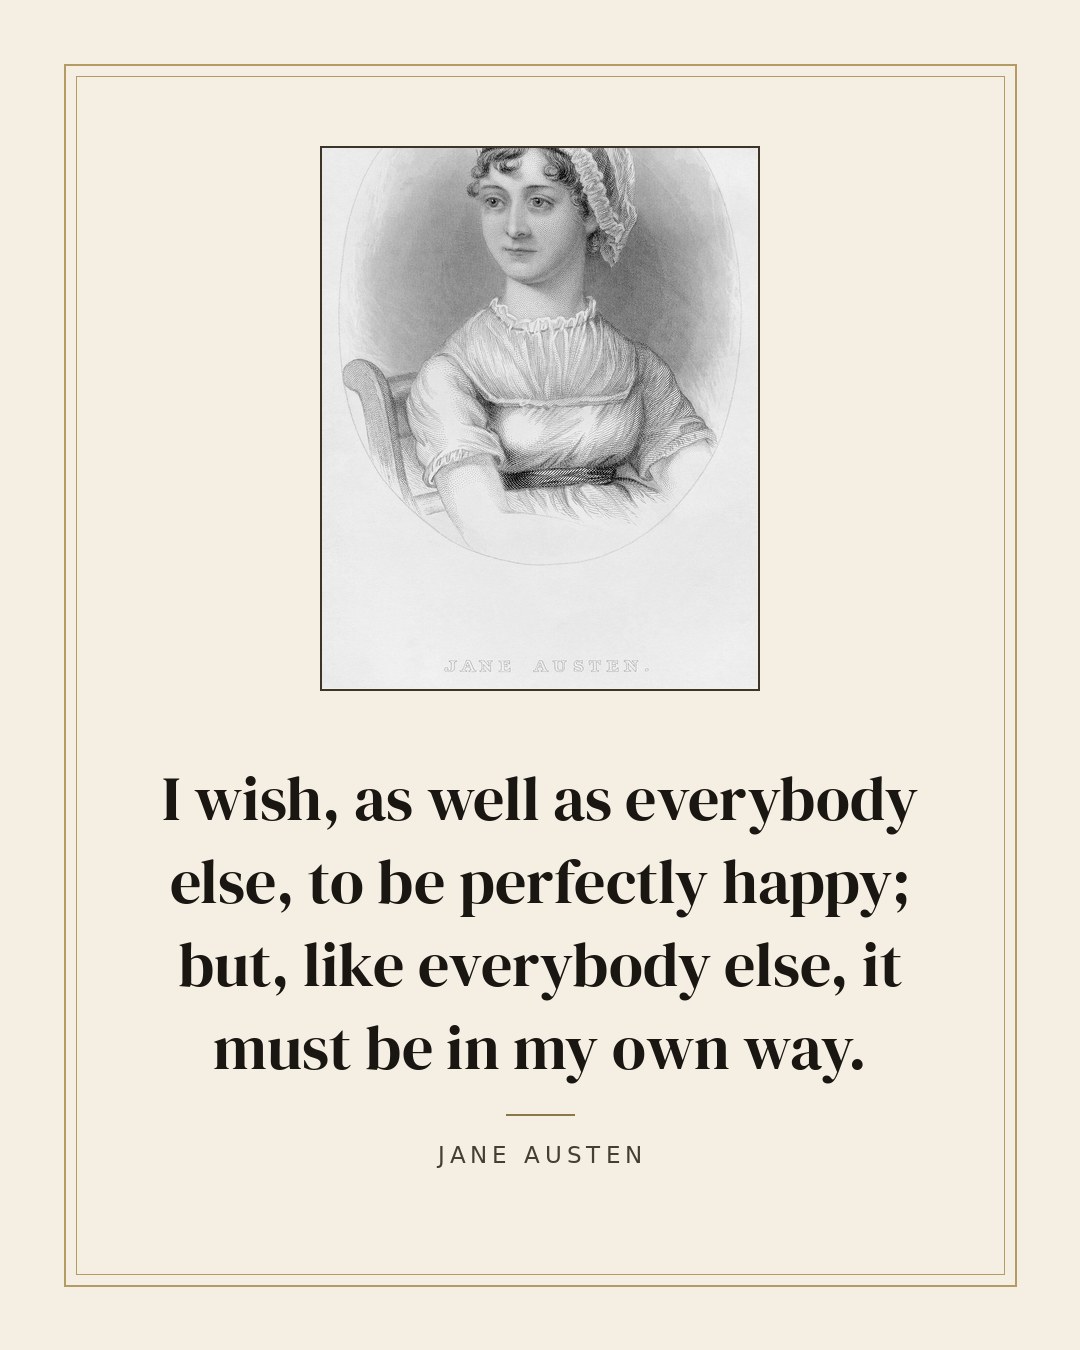 JANE AUSTEN.
I wish, as well as everybody
else, to be perfectly happy;
but, like everybody else, it
must be in my own way.
JANE AUSTEN